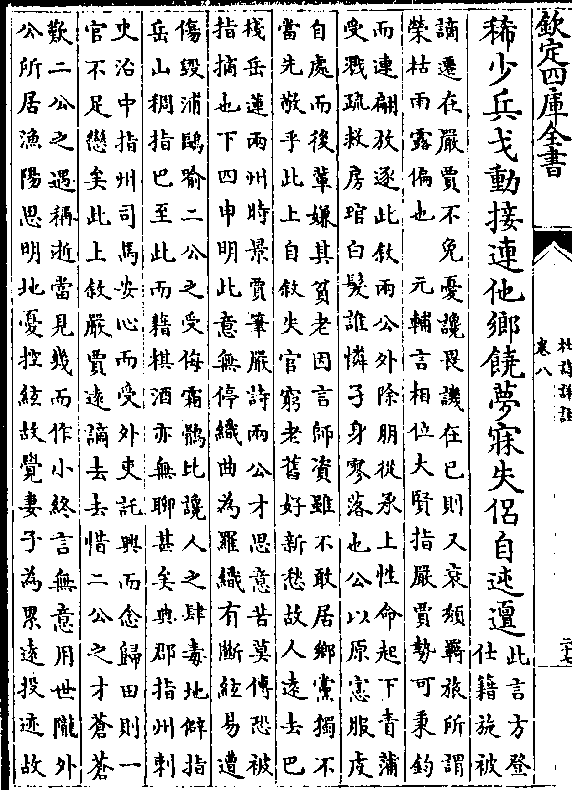 欽定四庫全書
杜詩詳註
卷八
二十七
稀少兵戈動接連他鄉饒夢寐失侶自迍邅
此言方登
仕籍旋被
謫遷在嚴賈不免憂讒畏譏在已則又衰頽羇旅所謂
榮枯雨露偏也　元輔言相位大賢指嚴賈勢可秉鈞
而連翩放逐此敘兩公外除朋從承上性命起下青蒲
受戮疏救房琯白髮誰憐孑身寥落也公以原憲服虔
自處而後輩嫌其貧老因言師資雖不敢居鄉黨獨不
當先敬乎此上自敘失官窮老舊好新愁故人遠去巴
棧岳蓮兩州時景賈筆嚴詩兩公才思意苦莫傳恐被
指摘也下四申明此意無停織曲為羅織有斷絃易遭
傷毀浦鷗喻二公之受侮霜鶻比讒人之肆毒地僻指
岳山稠指巴至此而藉棋酒亦無聊甚矣典郡指州刺
史治中指州司馬安心而受外吏託興而念歸田則一
官不足戀矣此上敘嚴賈遠謫去去惜二公之才蒼蒼
歎二公之遇稱逝當見幾而作小終言無意用世隴外
公所居漁陽思明地憂控絃故覺妻子為累遠投迹故